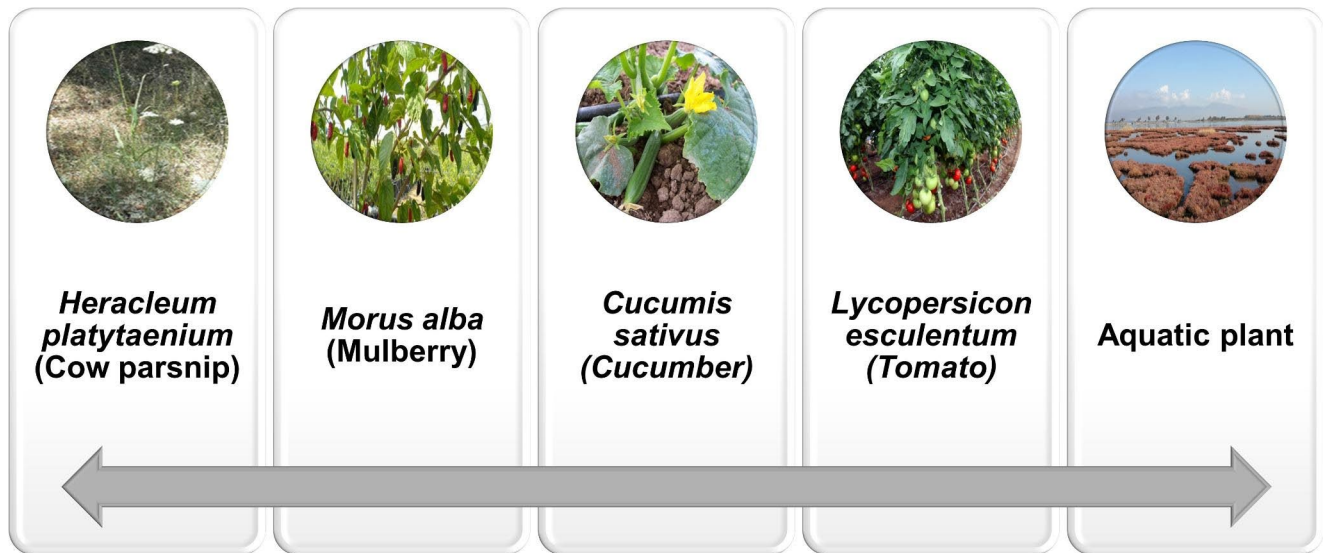 Heracleum
platytaenium
(Cow parsnip)
Morus alba
(Mulberry)
Cucumis
sativus
(Cucumber)
Lycopersicon
esculentum
(Tomato)
Aquatic plant